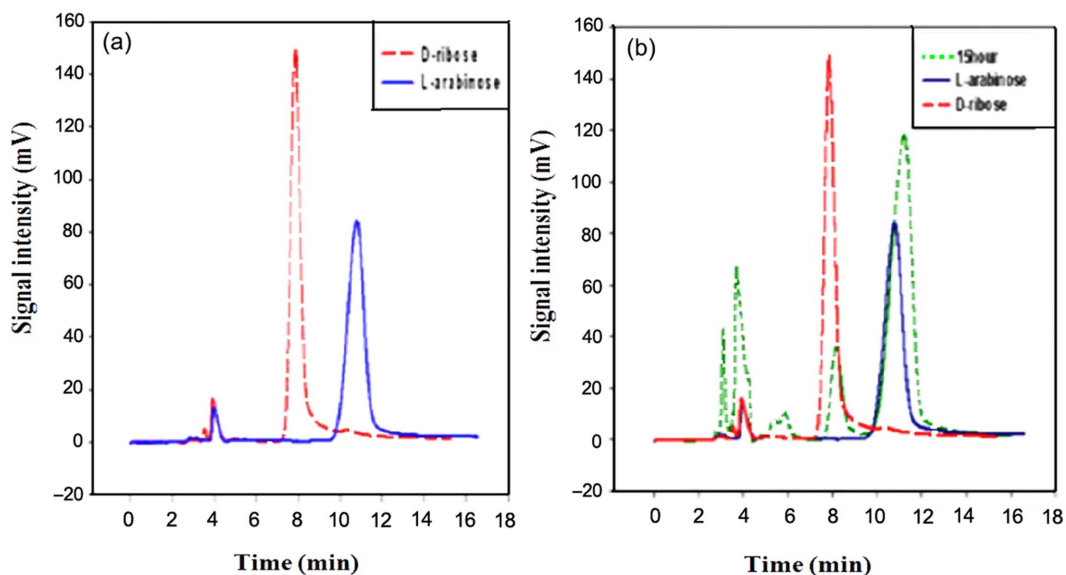 (a)
D-ribose
L-arabinose
160
140
120
100
80
60
40
20
0
–20
Signal intensity (mV)
0 2 4 6 8 10 12 14 16 18
Time (min)
(b)
15hour
L-arabinose
D-ribose
160
140
120
100
80
60
40
20
0
–20
Signal intensity (mV)
0 2 4 6 8 10 12 14 16 18
Time (min)